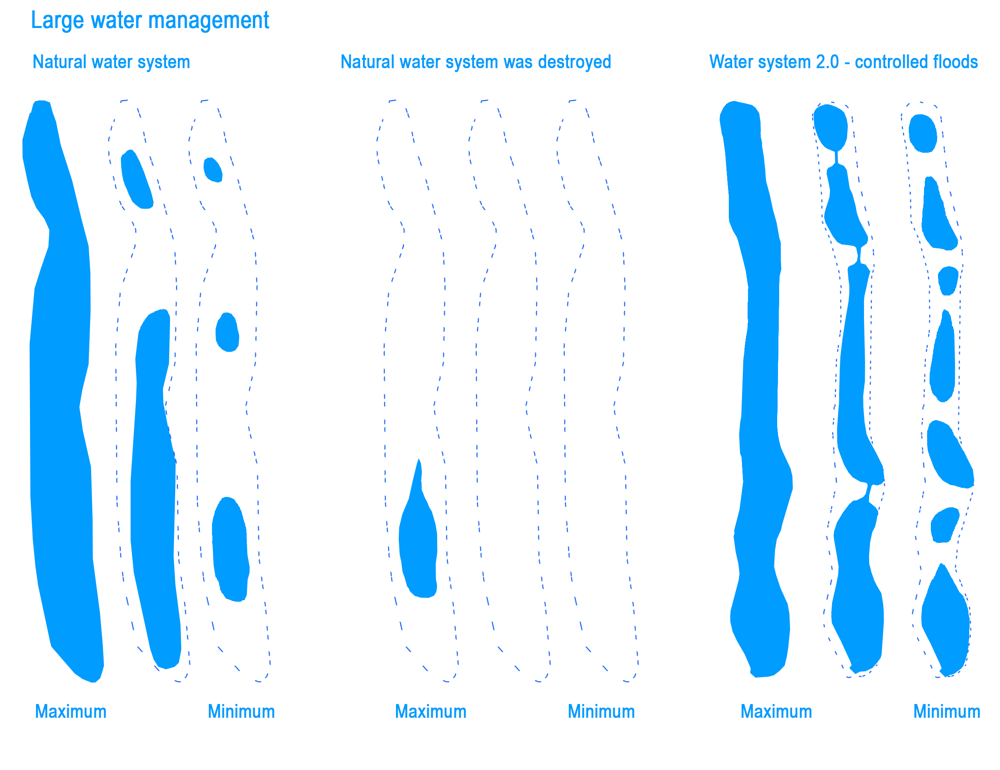 Large water management
Natural water system
Natural water system was destroyed
Water system 2.0 - controlled floods
Maximum
Minimum
Maximum
Minimum
Maximum
Minimum